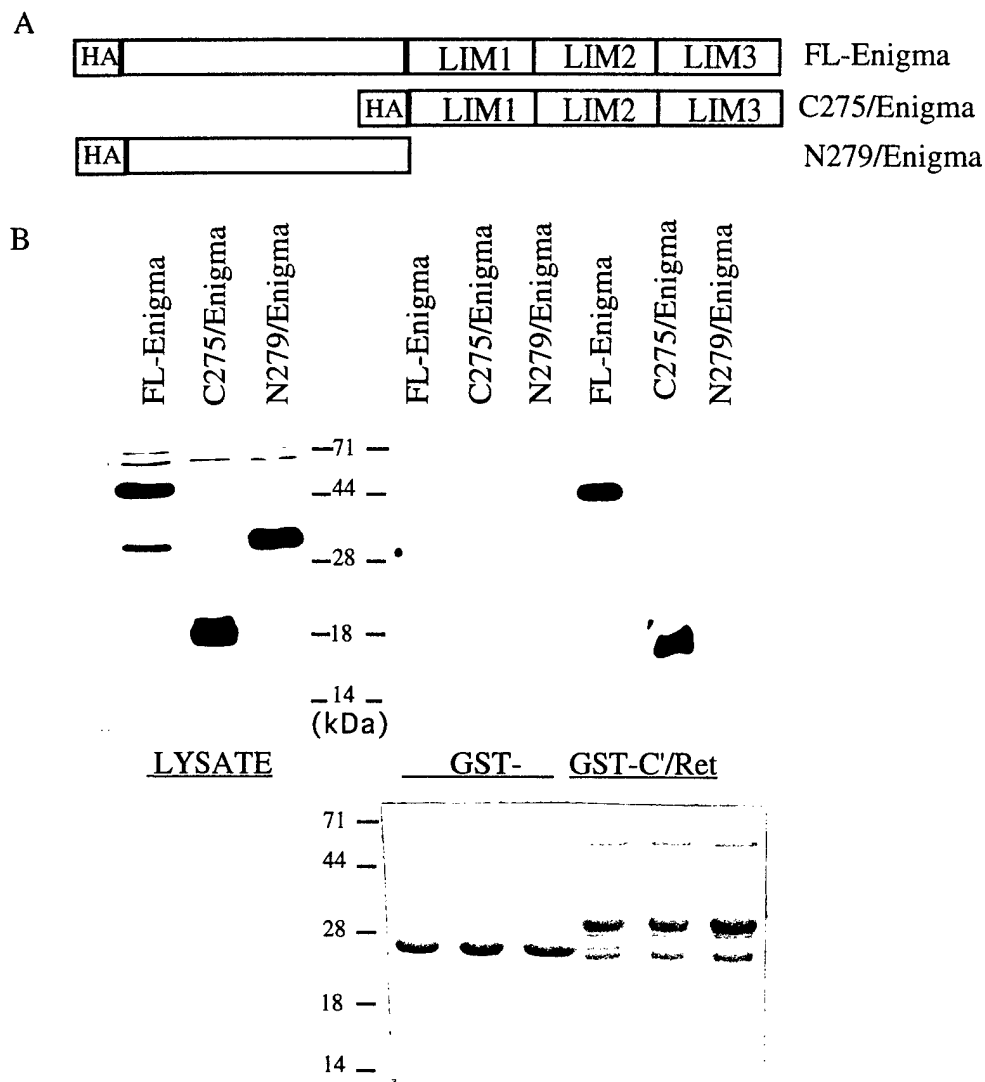 A
HA LIM1 LIM2 LIM3 FL-Enigma
HA LIM1 LIM2 LIM3 C275/Enigma
HA N279/Enigma
B
FL-Enigma C275/Enigma N279/Enigma FL-Enigma C275/Enigma N279/Enigma FL-Enigma C275/Enigma N279/Enigma
71
44
28
18
14
(kDa)
LYSATE GST- GST-C'/Ret
71
44
28
18
14